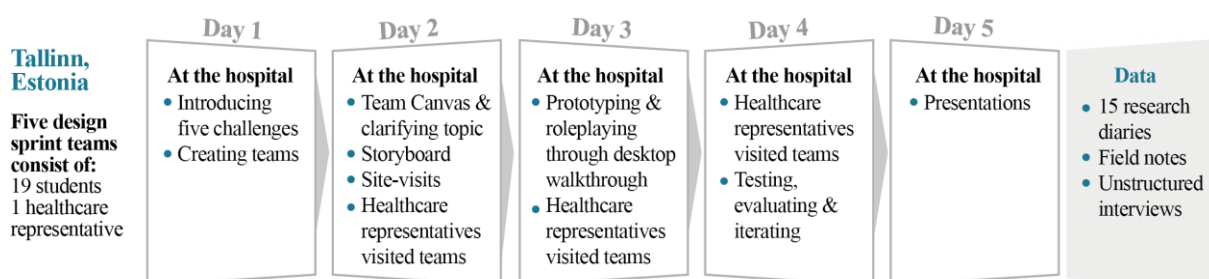 Tallinn,
Estonia
Five design
sprint teams
consist of:
19 students
1 healthcare
representative
Day 1
At the hospital
• Introducing
five challenges
• Creating teams
Day 2
At the hospital
• Team Canvas &
clarifying topic
• Storyboard
• Site-visits
• Healthcare
representatives
visited teams
Day 3
At the hospital
• Prototyping &
roleplaying
through desktop
walkthrough
• Healthcare
representatives
visited teams
Day 4
At the hospital
• Healthcare
representatives
visited teams
• Testing,
evaluating &
iterating
Day 5
At the hospital
• Presentations
Data
• 15 research
diaries
• Field notes
• Unstructured
interviews